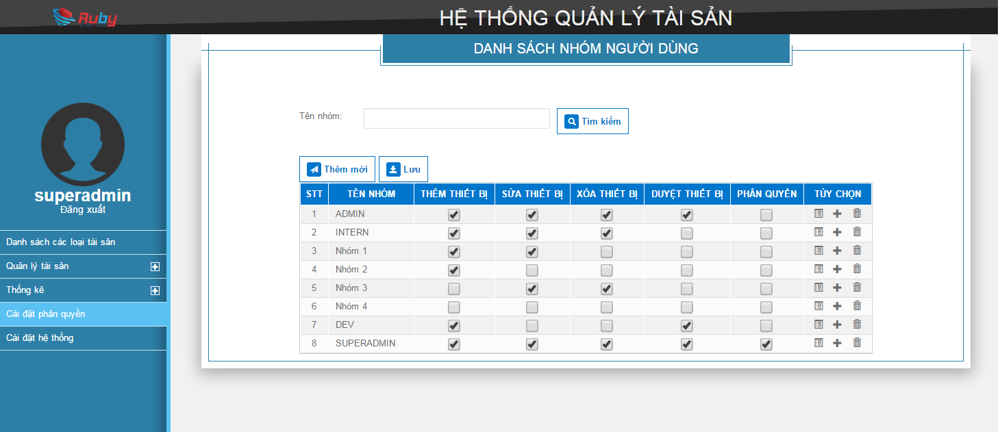 Ruby
HỆ THỐNG QUẢN LÝ TÀI SẢN
DANH SÁCH NHÓM NGƯỜI DÙNG
superadmin
Đăng xuất
Danh sách các loại tài sản
Quản lý tài sản
Thống kê
Cài đặt phân quyền
Cài đặt hệ thống
Tên nhóm:
Tìm kiếm
Thêm mới Lưu
STT TÊN NHÓM THÊM THIẾT BỊ SỬA THIẾT BỊ XÓA THIẾT BỊ DUYỆT THIẾT BỊ PHÂN QUYỀN TÙY CHỌN
1 ADMIN
2 INTERN
3 Nhóm 1
4 Nhóm 2
5 Nhóm 3
6 Nhóm 4
7 DEV
8 SUPERADMIN